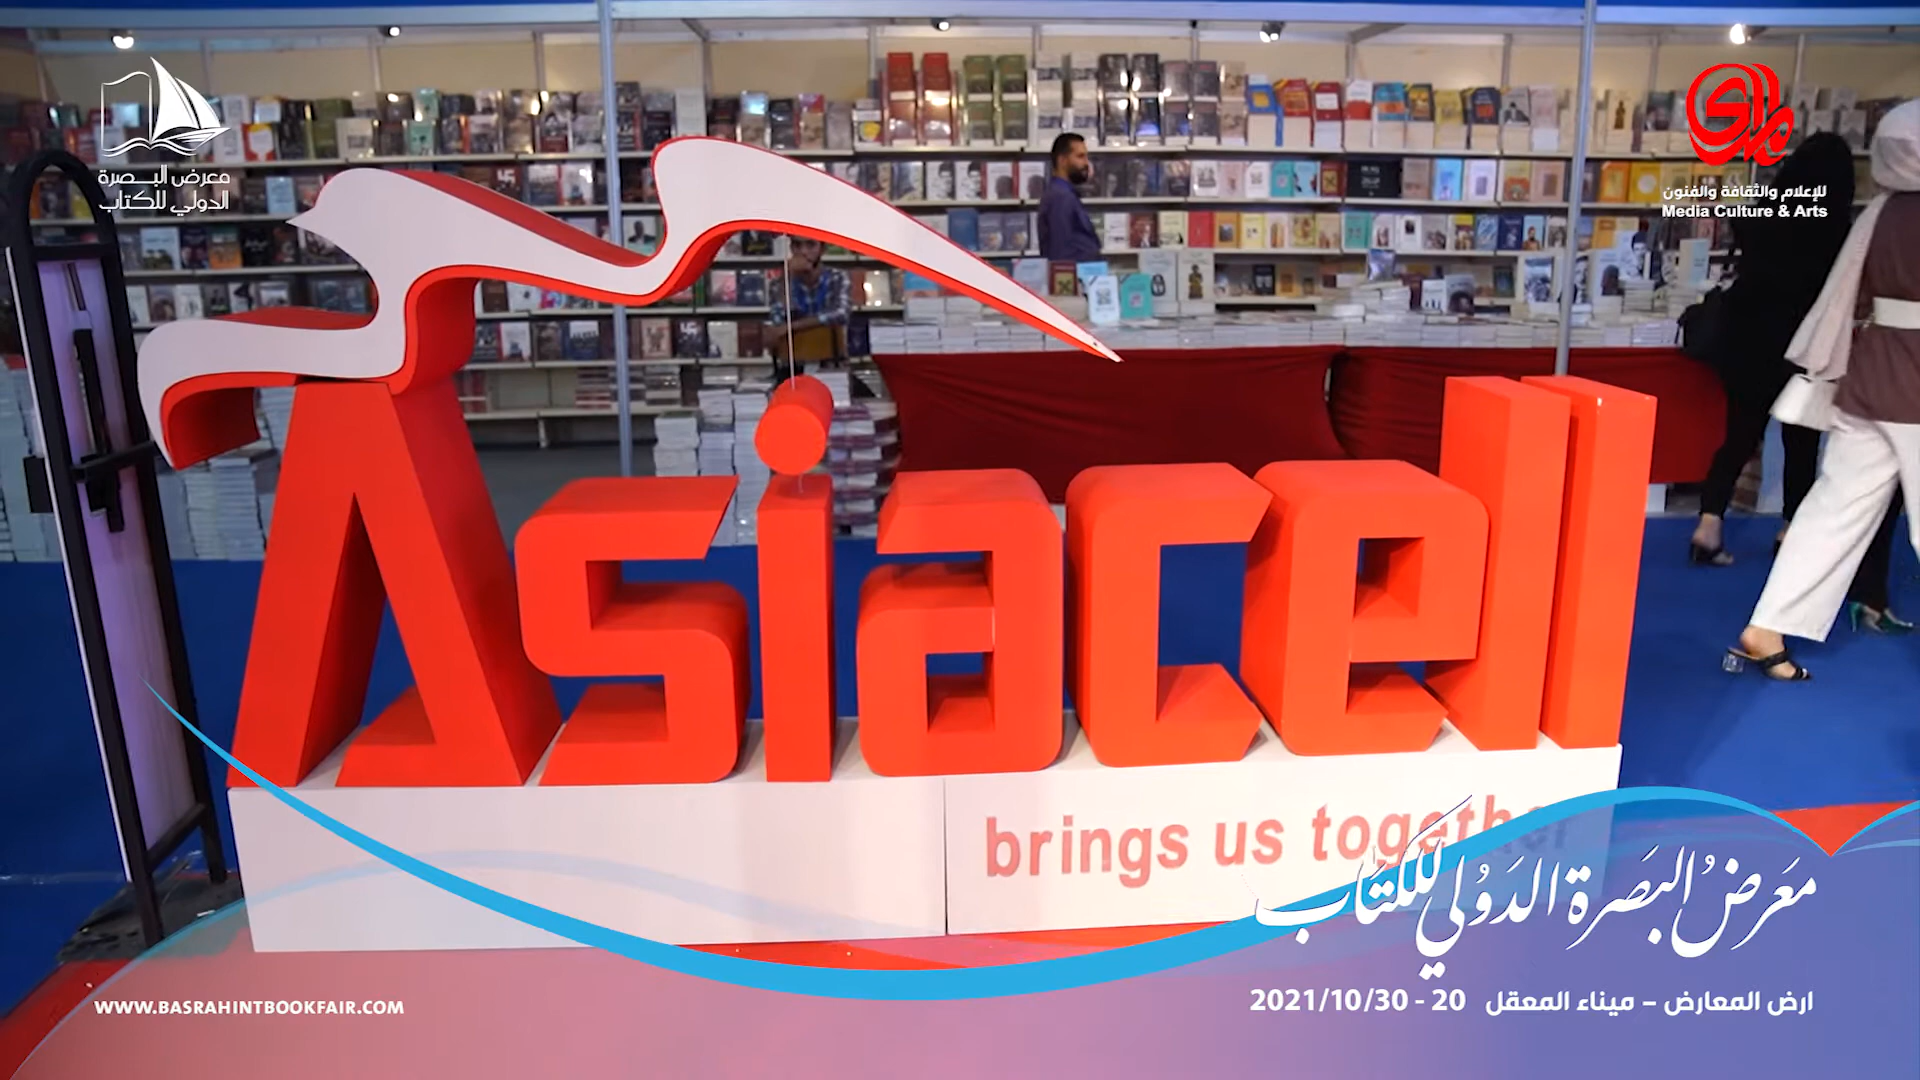 معرض البصرة
الدولي للكتاب
للإعلام والثقافة والفنون
Media Culture & Arts
Asiacell
brings us together
معرض البصرة الدولي للكتاب
ارض المعارض – ميناء المعقل 20 - 2021/10/30
WWW.BASRAHINTBOOKFAIR.COM